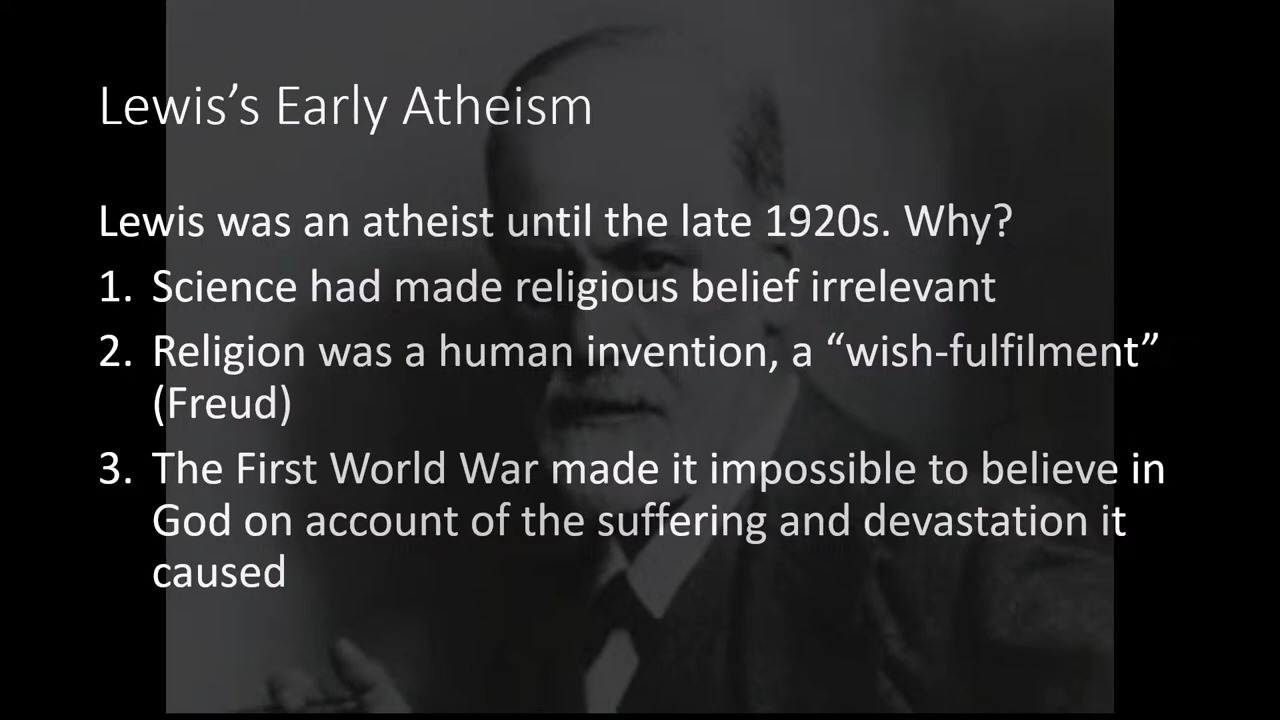 Lewis’s Early Atheism
Lewis was an atheist until the late 1920s. Why?
1. Science had made religious belief irrelevant
2. Religion was a human invention, a “wish-fulfilment”
(Freud)
3. The First World War made it impossible to believe in
God on account of the suffering and devastation it
caused